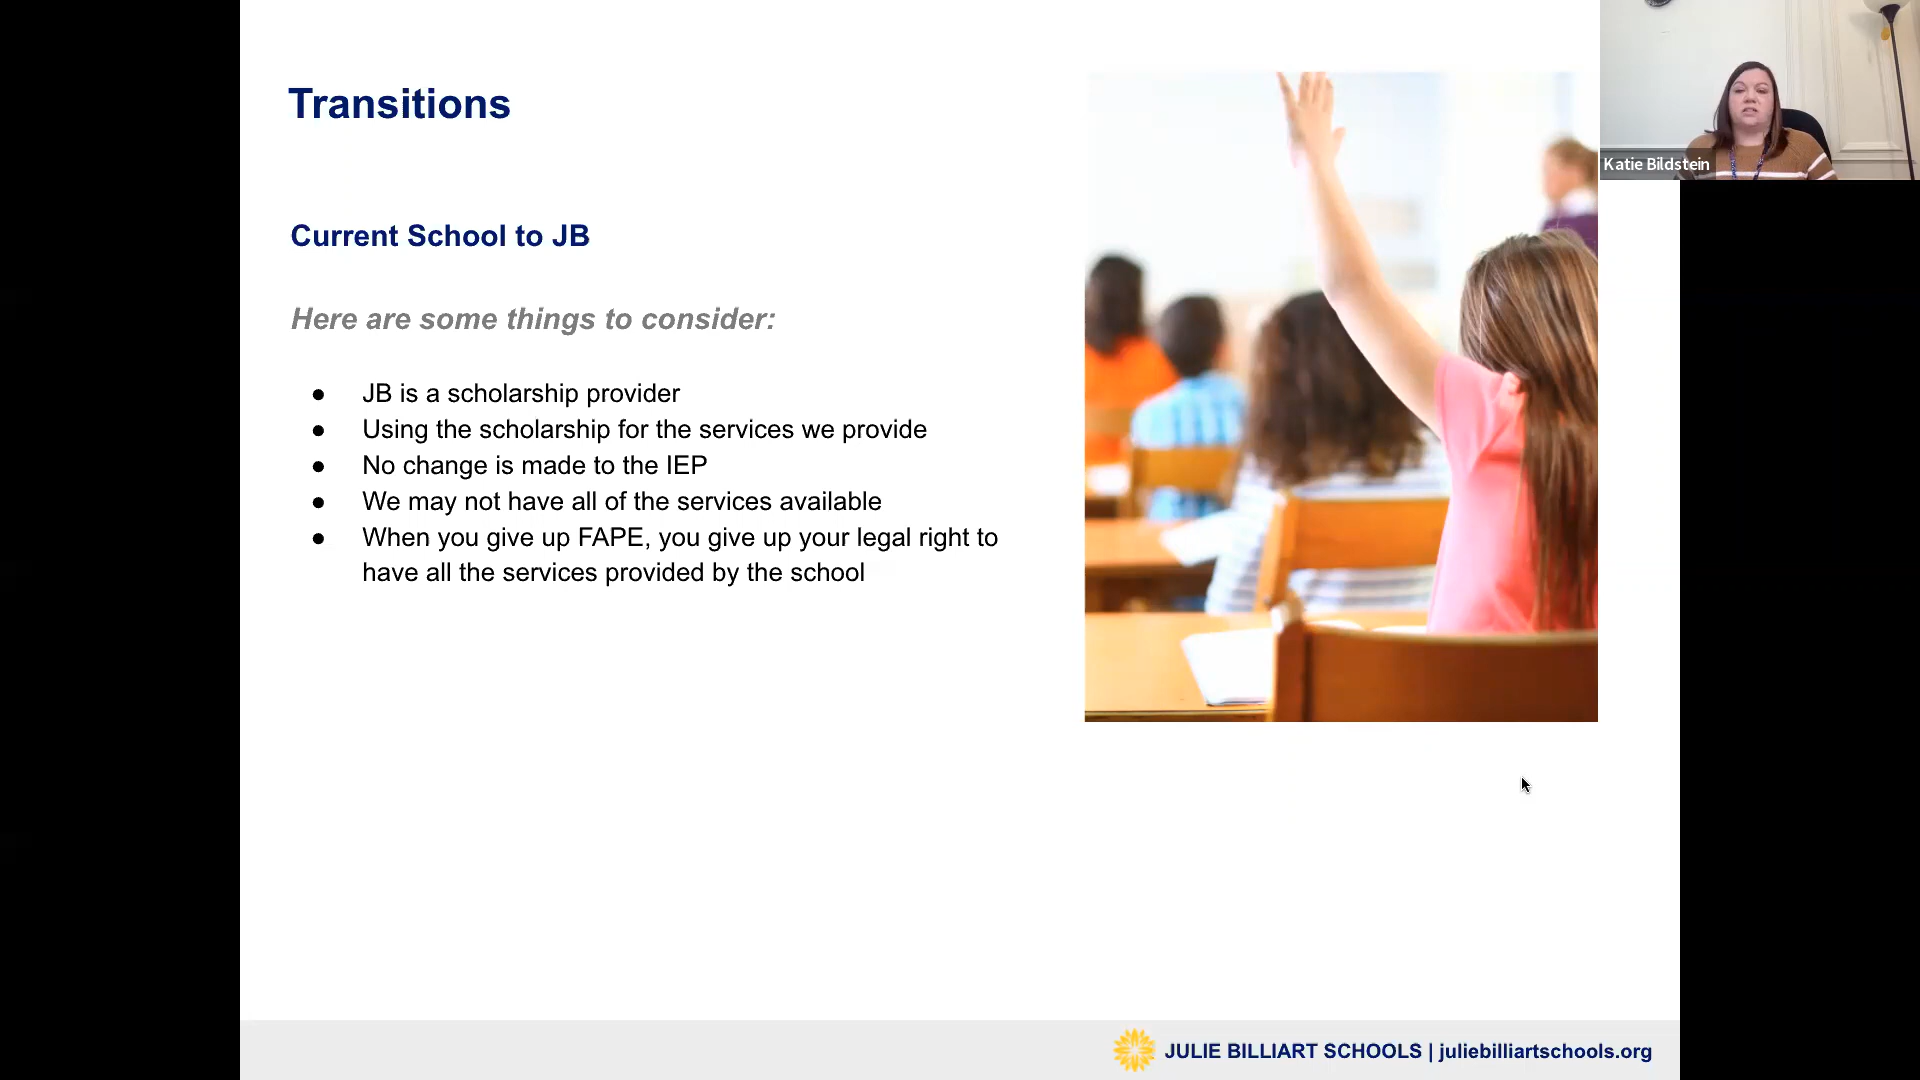 Transitions
Katie Bildstein
Current School to JB
Here are some things to consider:
● JB is a scholarship provider
● Using the scholarship for the services we provide
● No change is made to the IEP
● We may not have all of the services available
● When you give up FAPE, you give up your legal right to
have all the services provided by the school
JULIE BILLIART SCHOOLS | juliebilliartschools.org